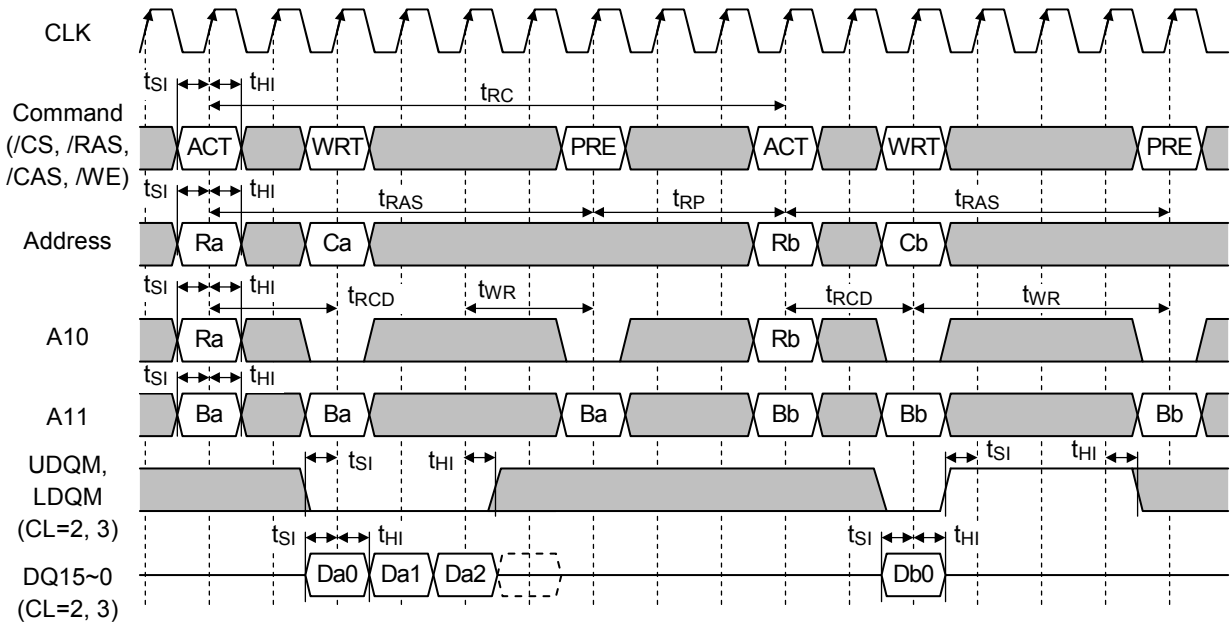 CLK
tSI tHI tRC
Command
(/CS, /RAS,
/CAS, /WE)
ACT WRT PRE ACT WRT PRE
tSI tHI tRAS tRP tRAS
Address Ra Ca Rb Cb
tSI tHI tRCD tWR tRCD tWR
A10 Ra Rb
tSI tHI
A11 Ba Ba Ba Bb Bb Bb
UDQM,
LDQM
(CL=2, 3)
tSI tHI tSI tHI
tSI tHI tSI tHI
DQ15~0
(CL=2, 3)
Da0 Da1 Da2 Db0